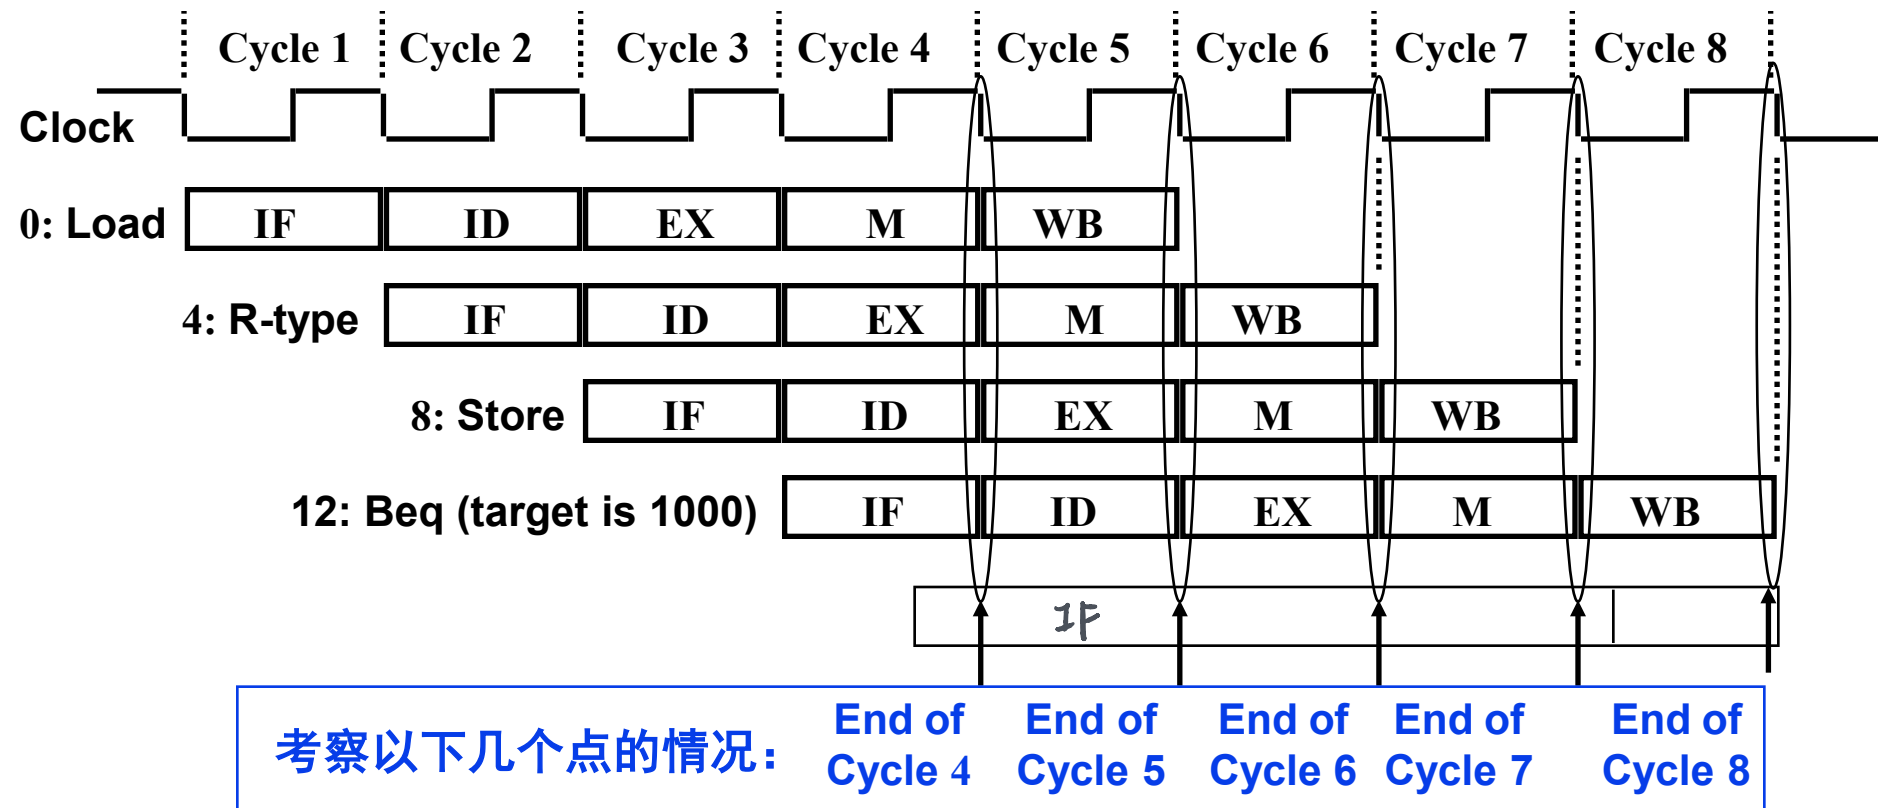 Cycle 1 Cycle 2 Cycle 3 Cycle 4 Cycle 5 Cycle 6 Cycle 7 Cycle 8
Clock
0: Load IF ID EX M WB
4: R-type IF ID EX M WB
8: Store IF ID EX M WB
12: Beq (target is 1000) IF ID EX M WB
IF
考察以下几个点的情况：
End of Cycle 4
End of Cycle 5
End of Cycle 6
End of Cycle 7
End of Cycle 8